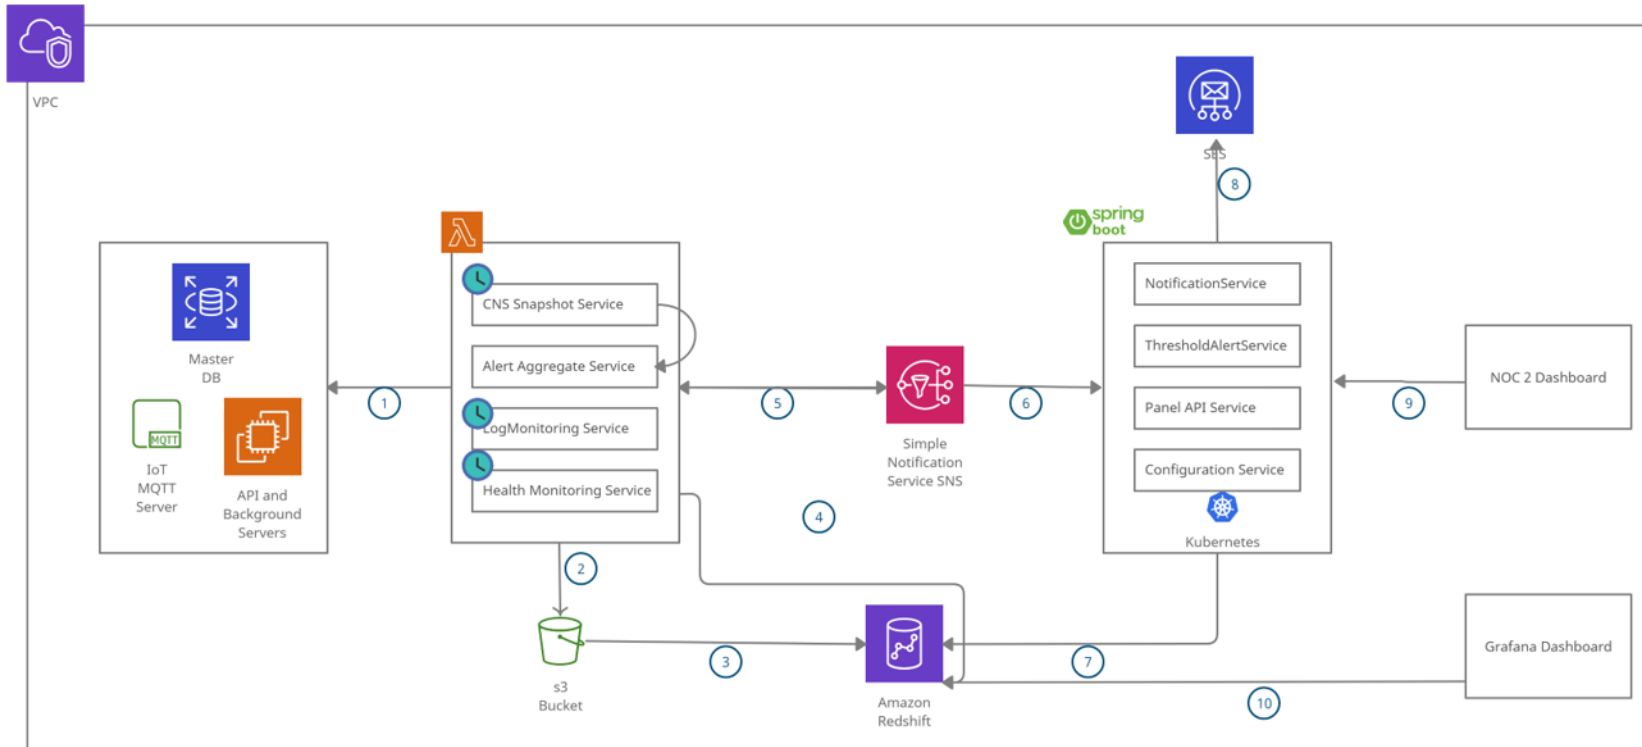 VPC
SES
8
spring
boot
Master
DB
MQTT
IoT
MQTT
Server
API and
Background
Servers
1
CNS Snapshot Service
Alert Aggregate Service
LogMonitoring Service
Health Monitoring Service
5
Simple
Notification
Service SNS
6
NotificationService
ThresholdAlertService
Panel API Service
Configuration Service
Kubernetes
9
NOC 2 Dashboard
4
2
s3
Bucket
3
Amazon
Redshift
7
10
Grafana Dashboard